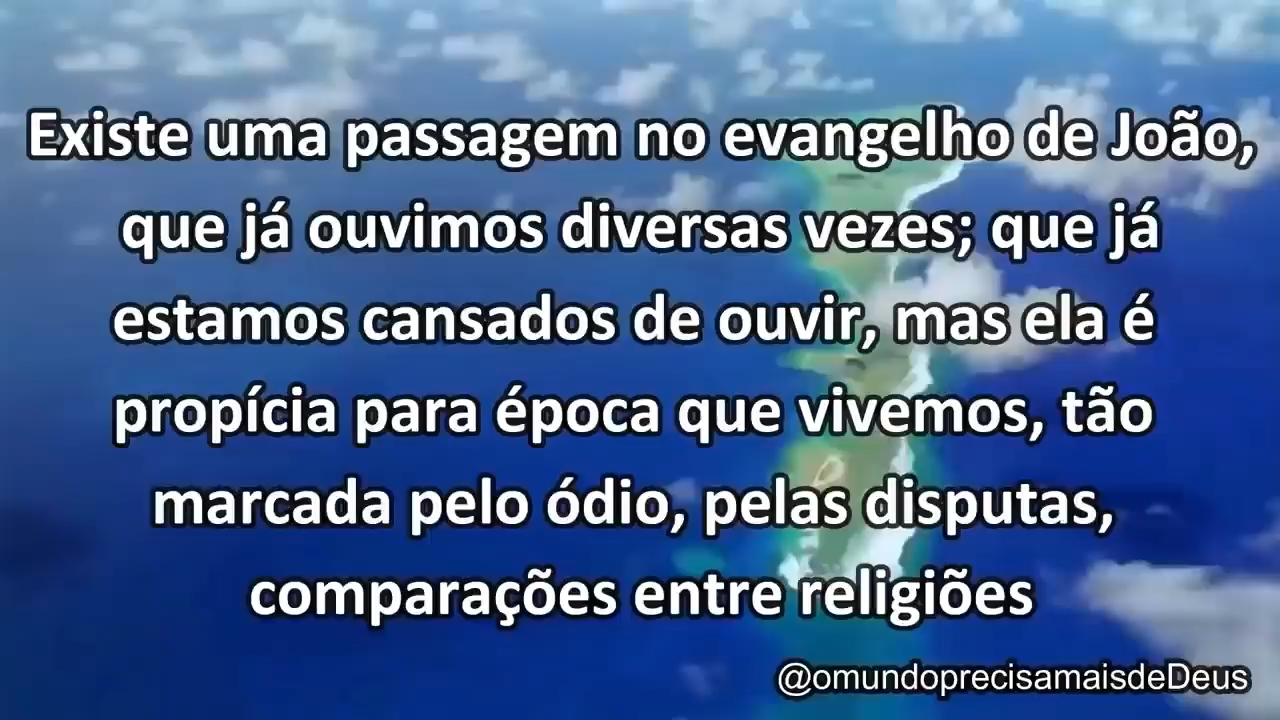 Existe uma passagem no evangelho de João,
que já ouvimos diversas vezes; que já
estamos cansados de ouvir, mas ela é
propícia para época que vivemos, tão
marcada pelo ódio, pelas disputas,
comparações entre religiões
@omundoprecisamaisdeDeus